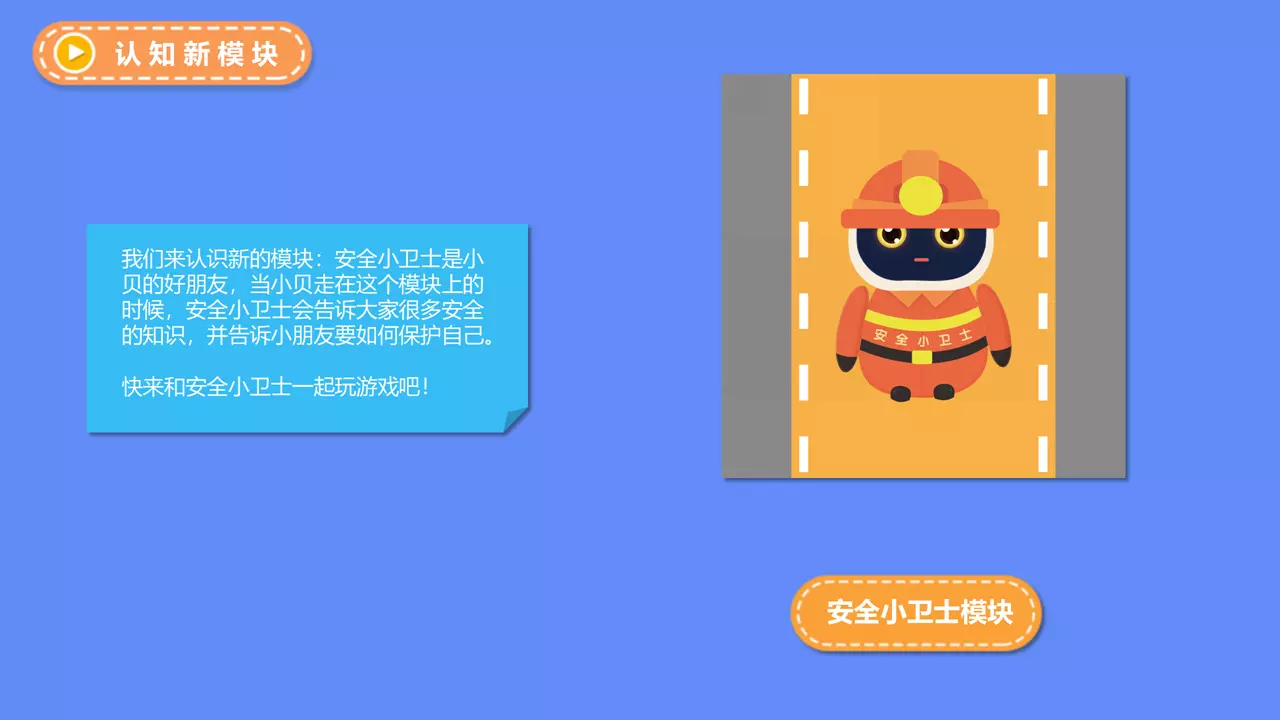 认知新模块
我们来认识新的模块：安全小卫士是小
贝的好朋友，当小贝走在这个模块上的
时候，安全小卫士会告诉大家很多安全
的知识，并告诉小朋友要如何保护自己。
快来和安全小卫士一起玩游戏吧！
安全小卫士
安全小卫士模块